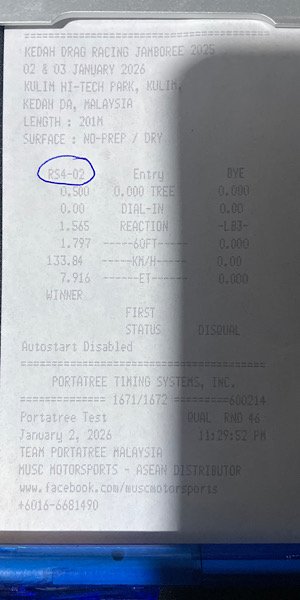 ======================================
KEDAH DRAG RACING JAMBOREE 2025
02 & 03 JANUARY 2026
KULIM HI-TECH PARK, KULIM,
KEDAH DA, MALAYSIA
LENGTH : 201M
SURFACE : NO-PREP / DRY
======================================
RS4-02 Entry BYE
0.500 0.000 TREE 0.000
0.00 DIAL-IN 0.00
1.565 REACTION -L83-
1.797 ------60FT----- 0.000
133.84 ------KM/H----- 0.00
7.916 -------ET------ 0.000
WINNER
FIRST
STATUS DISQUAL
Autostart Disabled
======================================
PORTATREE TIMING SYSTEMS, INC.
============= 1671/1672 =========600214
Portatree Test QUAL RND 46
January 2, 2026 11:29:52 PM
TEAM PORTATREE MALAYSIA
MUSC MOTORSPORTS - ASEAN DISTRIBUTOR
www.facebook.com/muscmotorsports
+6016-6681490